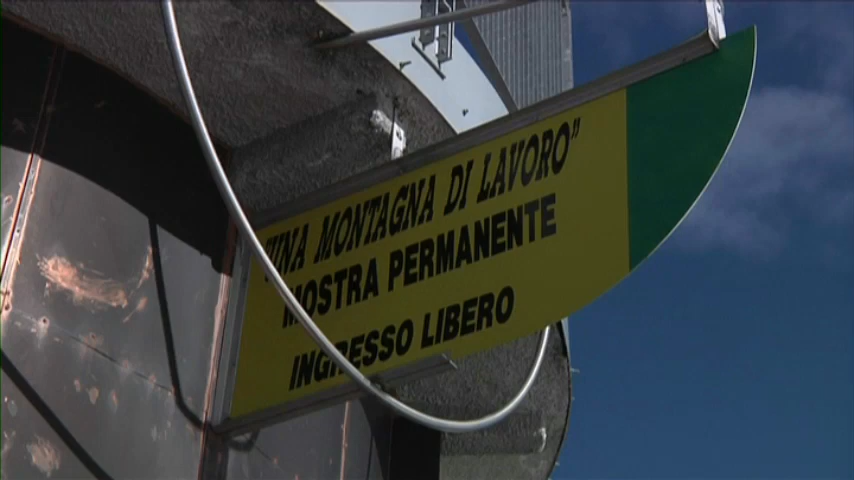 "UNA MONTAGNA DI LAVORO"
MOSTRA PERMANENTE
INGRESSO LIBERO